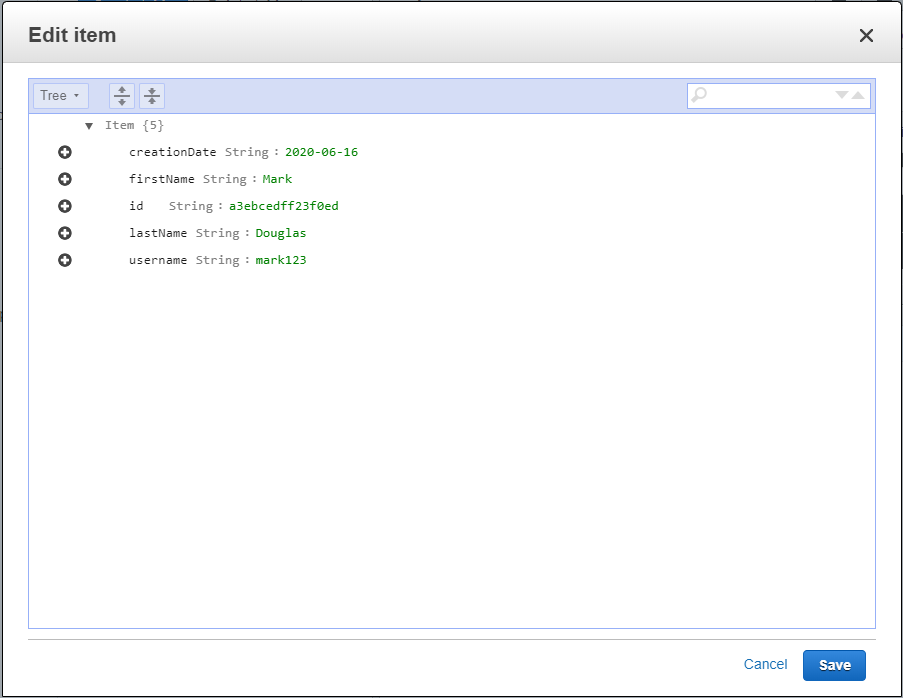 Edit item
Tree
Item {5}
creationDate String : 2020-06-16
firstName String : Mark
id String : a3ebcedff23f0ed
lastName String : Douglas
username String : mark123
Cancel Save